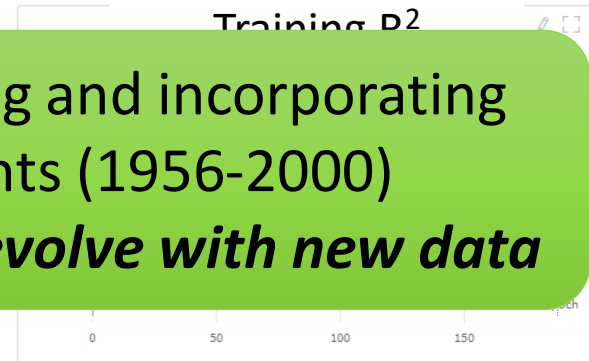 Training R²
g and incorporating
nts (1956-2000)
evolve with new data
0 50 100 150